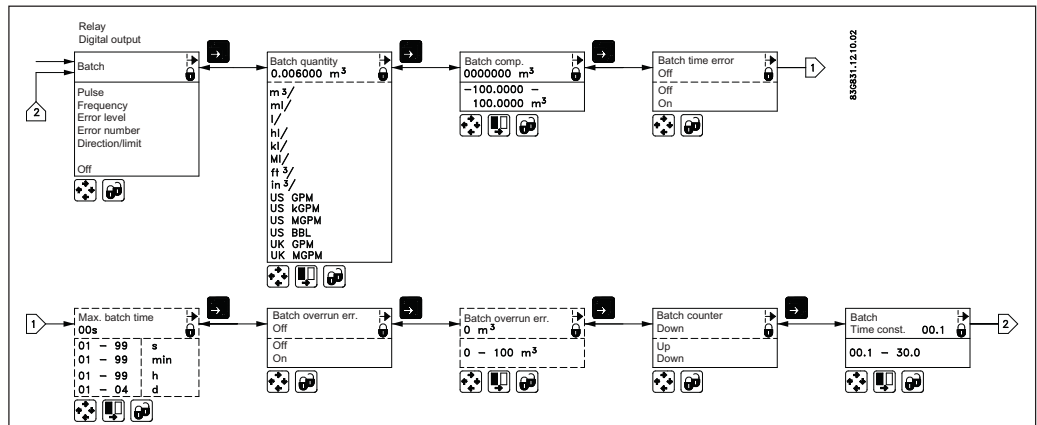 Relay
Digital output
Batch
Pulse
Frequency
Error level
Error number
Direction/limit
Off
2
Batch quantity
0.006000 m³
m³/
ml/
l/
hl/
kl/
Ml/
ft³/
in³/
US GPM
US kGPM
US MGPM
US BBL
UK GPM
UK MGPM
Batch comp.
0000000 m³
-100.0000 -
100.0000 m³
Batch time error
Off
Off
On
1
83G831.12.10.02
1
Max. batch time
00s
01 - 99 s
01 - 99 min
01 - 99 h
01 - 04 d
Batch overrun err.
Off
Off
On
Batch overrun err.
0 m³
0 - 100 m³
Batch counter
Down
Up
Down
Batch
Time const. 00.1
00.1 - 30.0
2